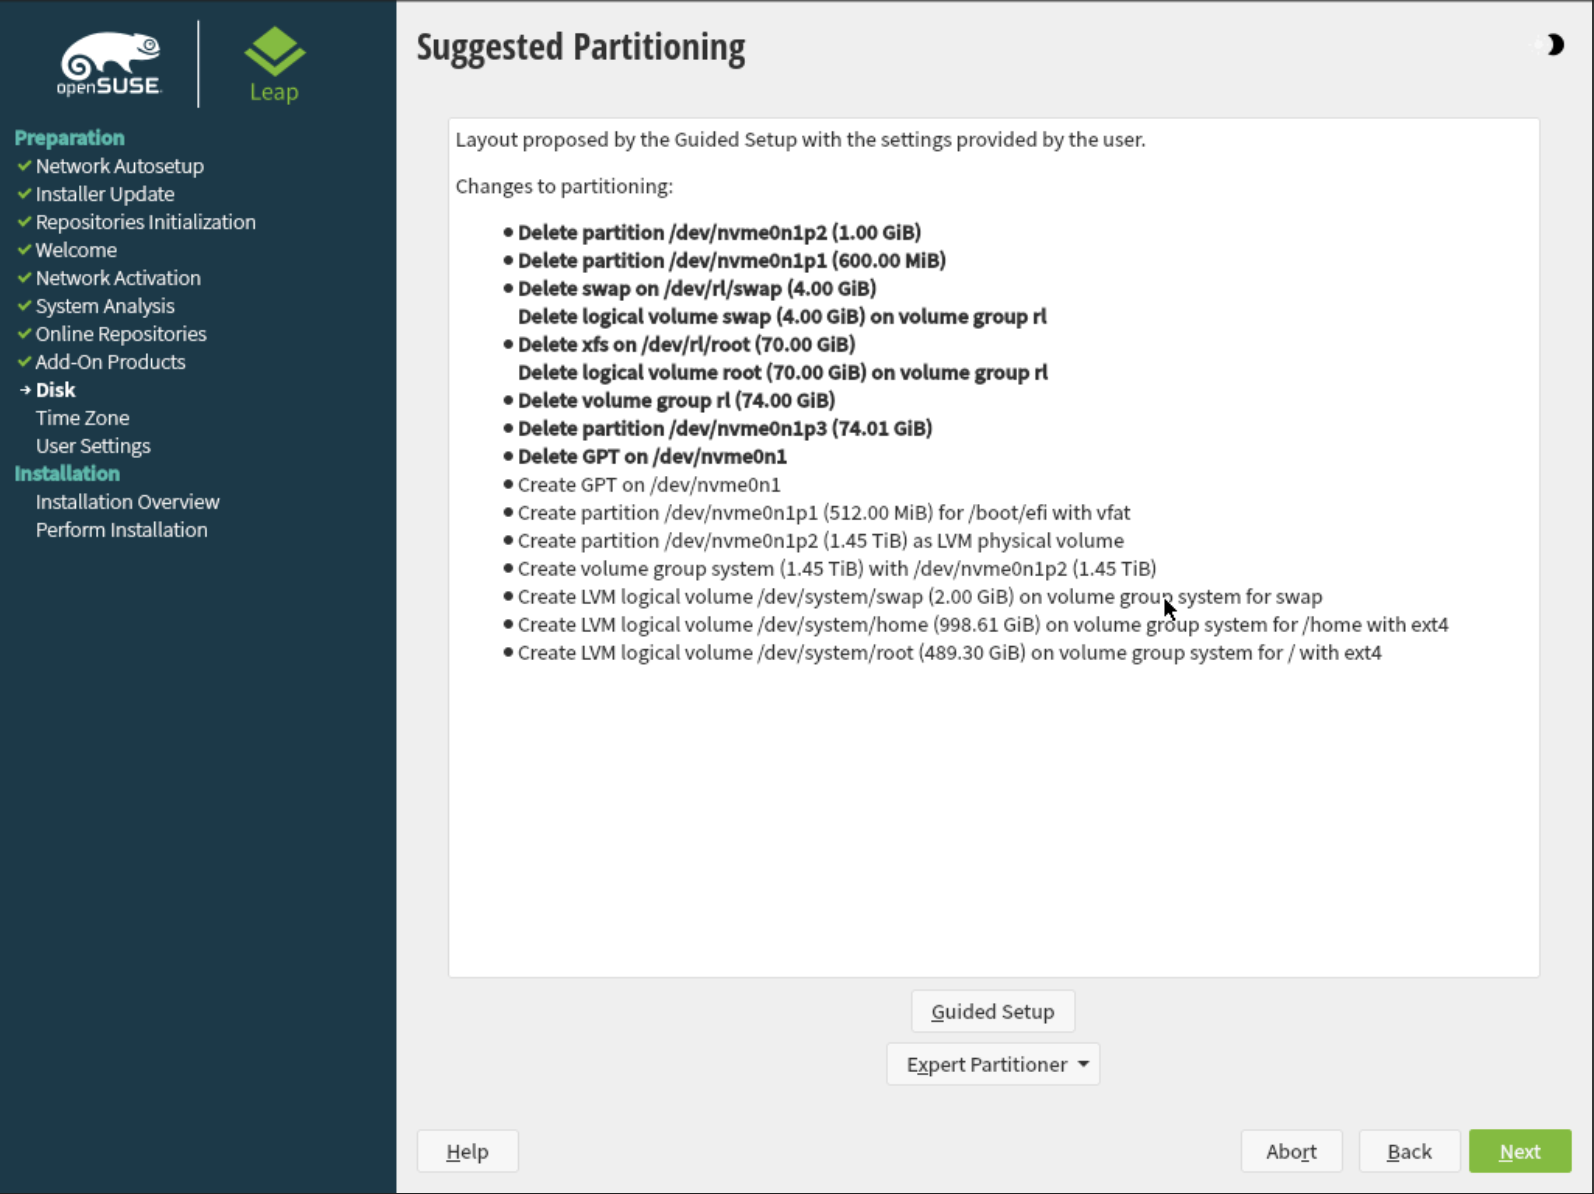 openSUSE
Leap
Preparation
Network Autosetup
Installer Update
Repositories Initialization
Welcome
Network Activation
System Analysis
Online Repositories
Add-On Products
Disk
Time Zone
User Settings
Installation
Installation Overview
Perform Installation
Suggested Partitioning
Layout proposed by the Guided Setup with the settings provided by the user.
Changes to partitioning:
Delete partition /dev/nvme0n1p2 (1.00 GiB)
Delete partition /dev/nvme0n1p1 (600.00 MiB)
Delete swap on /dev/rl/swap (4.00 GiB)
Delete logical volume swap (4.00 GiB) on volume group rl
Delete xfs on /dev/rl/root (70.00 GiB)
Delete logical volume root (70.00 GiB) on volume group rl
Delete volume group rl (74.00 GiB)
Delete partition /dev/nvme0n1p3 (74.01 GiB)
Delete GPT on /dev/nvme0n1
Create GPT on /dev/nvme0n1
Create partition /dev/nvme0n1p1 (512.00 MiB) for /boot/efi with vfat
Create partition /dev/nvme0n1p2 (1.45 TiB) as LVM physical volume
Create volume group system (1.45 TiB) with /dev/nvme0n1p2 (1.45 TiB)
Create LVM logical volume /dev/system/swap (2.00 GiB) on volume group system for swap
Create LVM logical volume /dev/system/home (998.61 GiB) on volume group system for /home with ext4
Create LVM logical volume /dev/system/root (489.30 GiB) on volume group system for / with ext4
Guided Setup
Expert Partitioner
Help
Abort
Back
Next